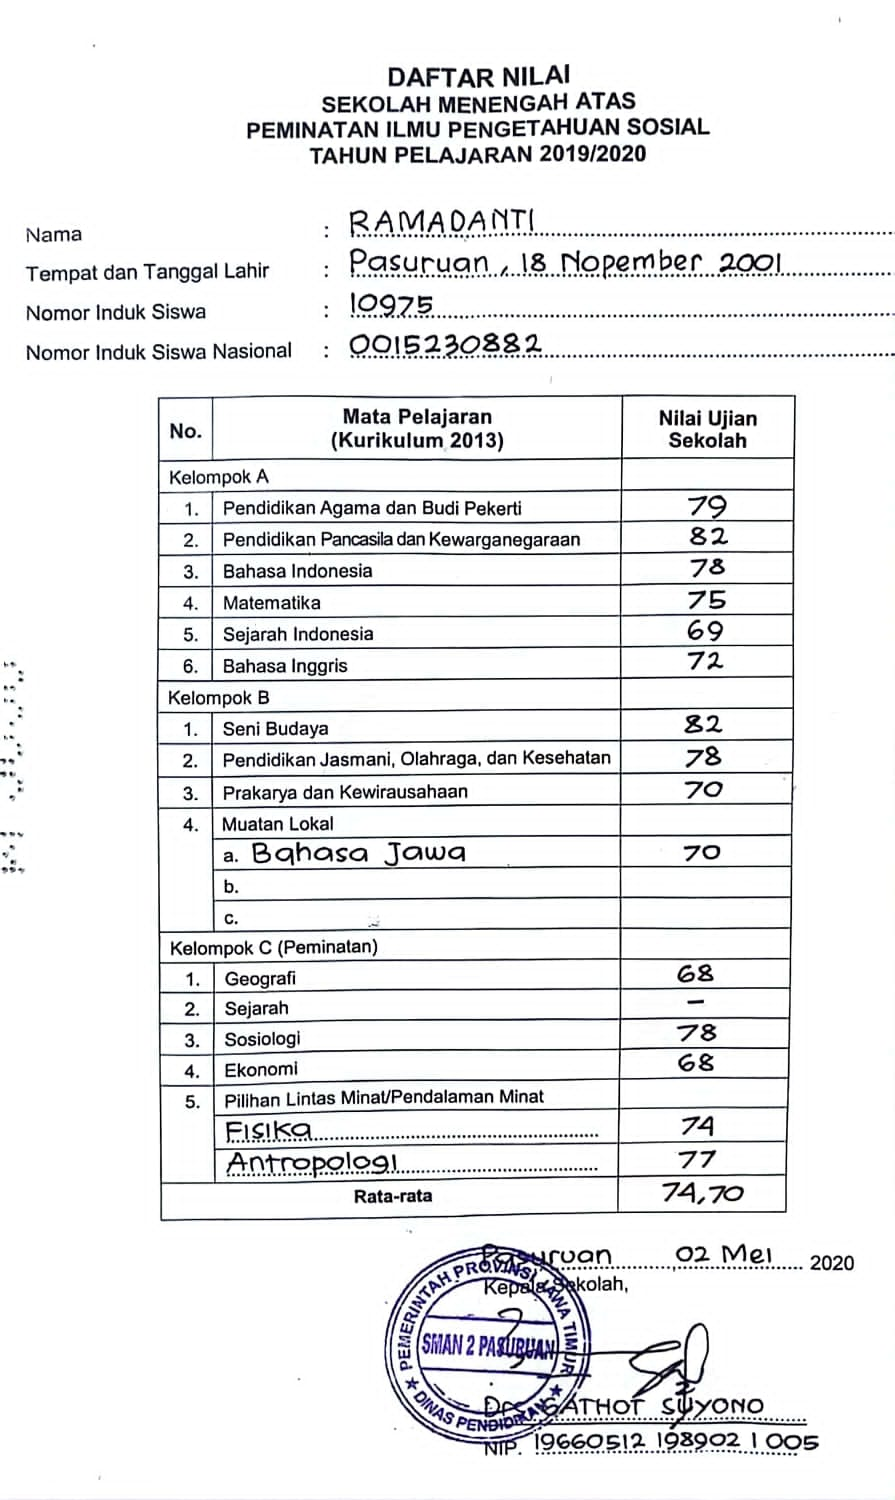 DAFTAR NILAI
SEKOLAH MENENGAH ATAS
PEMINATAN ILMU PENGETAHUAN SOSIAL
TAHUN PELAJARAN 2019/2020
Nama : RAMADANTI
Tempat dan Tanggal Lahir : Pasuruan, 18 Nopember 2001
Nomor Induk Siswa : 10975
Nomor Induk Siswa Nasional : 0015230882
No. Mata Pelajaran (Kurikulum 2013) Nilai Ujian Sekolah
Kelompok A
1. Pendidikan Agama dan Budi Pekerti 79
2. Pendidikan Pancasila dan Kewarganegaraan 82
3. Bahasa Indonesia 78
4. Matematika 75
5. Sejarah Indonesia 69
6. Bahasa Inggris 72
Kelompok B
1. Seni Budaya 82
2. Pendidikan Jasmani, Olahraga, dan Kesehatan 78
3. Prakarya dan Kewirausahaan 70
4. Muatan Lokal
a. Bahasa Jawa 70
b.
c.
Kelompok C (Peminatan)
1. Geografi 68
2. Sejarah –
3. Sosiologi 78
4. Ekonomi 68
5. Pilihan Lintas Minat/Pendalaman Minat
Fisika 74
Antropologi 77
Rata-rata 74,70
Pasuruan, 02 Mei 2020
Kepala Sekolah,
PEMERINTAH PROVINSI JAWA TIMUR
SMAN 2 PASURUAN
DINAS PENDIDIKAN
Drs. GATHOT SUYONO
NIP. 19660512 198902 1 005